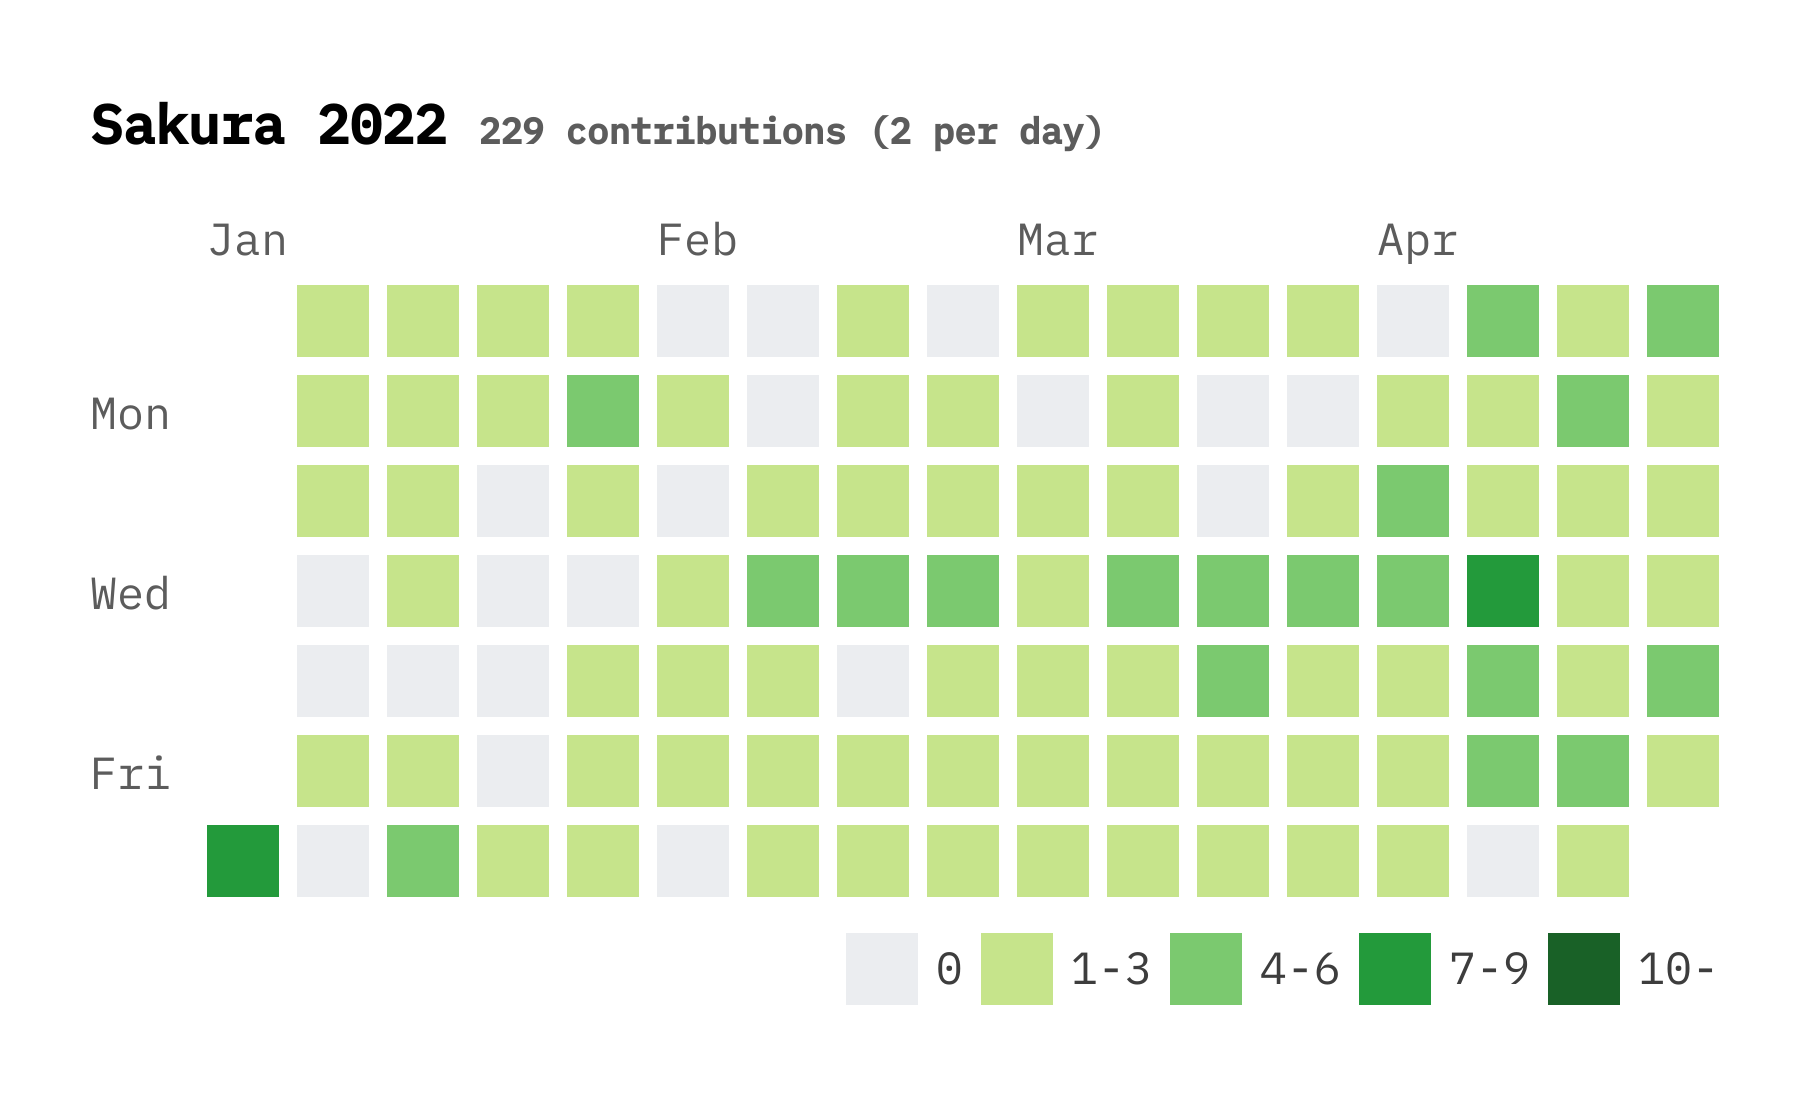 Sakura 2022 229 contributions (2 per day)
Jan Feb Mar Apr
Mon
Wed
Fri
0 1-3 4-6 7-9 10-